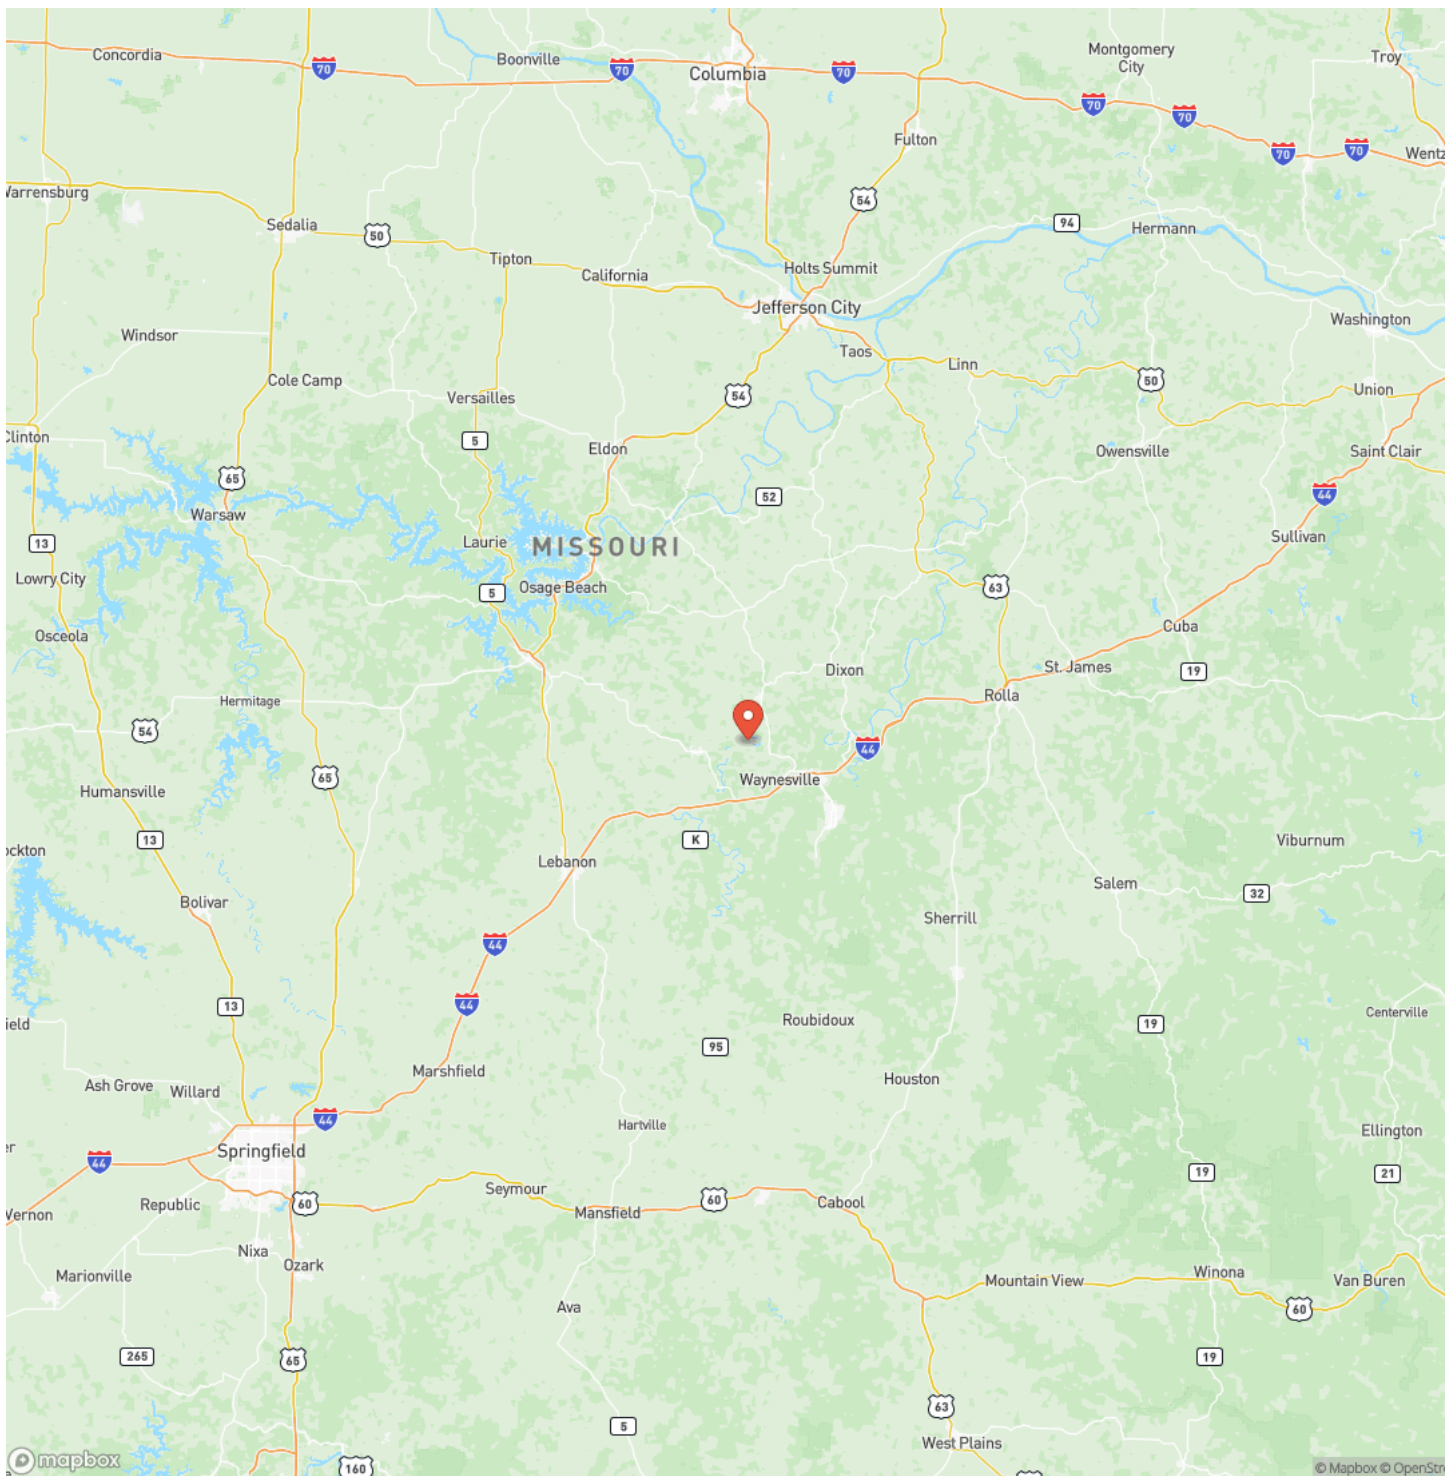 Concordia
70
Boonville
70
Columbia
70
Montgomery
City
Troy
70
70
70
70
Fulton
Wentz
Warrensburg
54
Sedalia
50
94
Hermann
Tipton
California
Holts Summit
Jefferson City
Washington
Windsor
Taos
Linn
Cole Camp
50
Versailles
54
Union
5
Clinton
Eldon
Owensville
Saint Clair
65
52
44
Warsaw
13
Laurie
MISSOURI
Sullivan
Lowry City
5
Osage Beach
63
Osceola
Cuba
Dixon
St. James
19
Hermitage
Rolla
54
44
65
Waynesville
Humansville
13
K
Viburnum
ockton
Lebanon
Salem
32
Bolivar
Sherrill
44
13
44
Roubidoux
19
Centerville
ield
95
Marshfield
Houston
Ash Grove
Willard
44
Hartville
Ellington
er
Springfield
44
19
21
Seymour
60
Republic
60
Mansfield
Cabool
Vernon
Nixa
Ozark
Marionville
Mountain View
Winona
Van Buren
60
Ava
265
65
19
63
5
West Plains
mapbox
160
© Mapbox © OpenStre